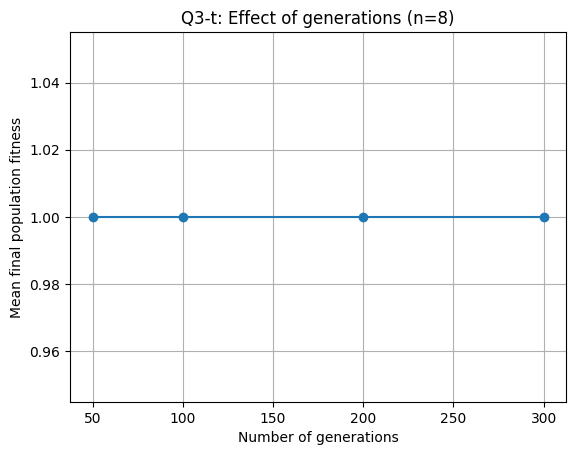 Q3-t: Effect of generations (n=8)
Mean final population fitness
1.04
1.02
1.00
0.98
0.96
50 100 150 200 250 300
Number of generations